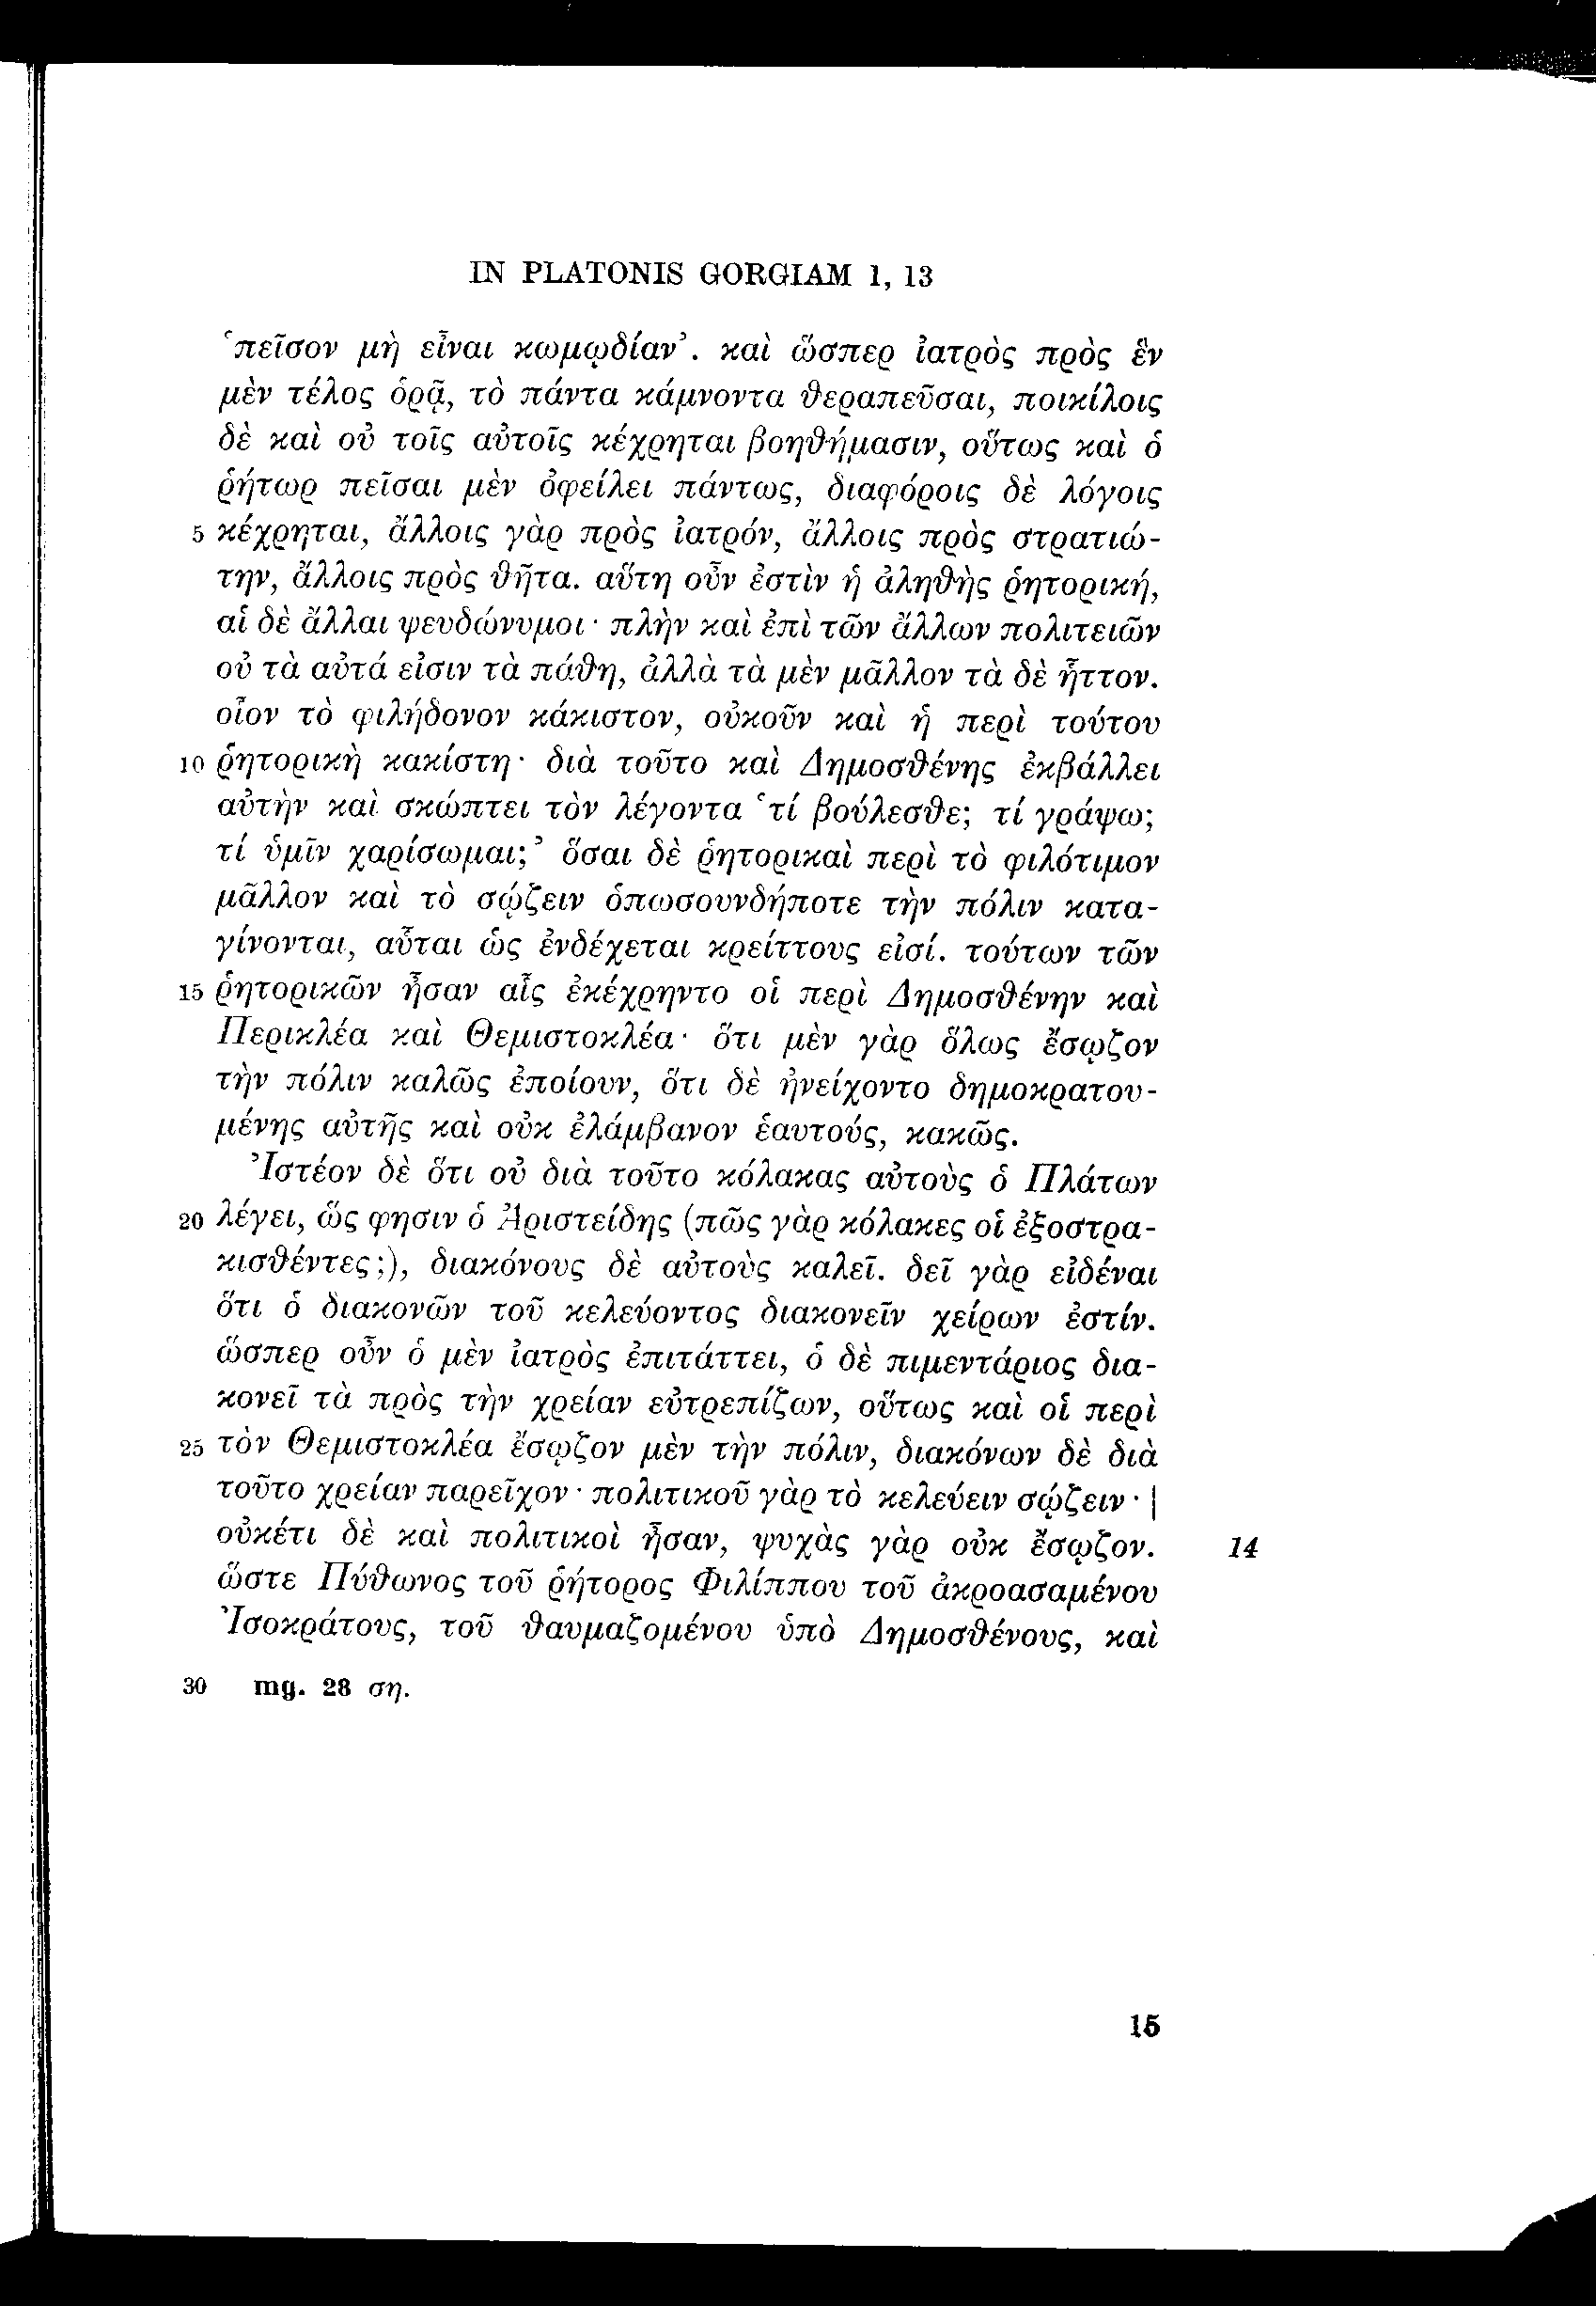 IN PLATONIS GORGIAM 1, 13
‘πεῖσον μὴ εἶναι κωμῳδίαν’. καὶ ὥσπερ ἰατρὸς πρὸς ἓν
μὲν τέλος ὁρᾷ, τὸ πάντα κάμνοντα θεραπεῦσαι, ποικίλοις
δὲ καὶ οὐ τοῖς αὐτοῖς κέχρηται βοηθήμασιν, οὕτως καὶ ὁ
ῥήτωρ πεῖσαι μὲν ὀφείλει πάντως, διαφόροις δὲ λόγοις
5 κέχρηται, ἄλλοις γὰρ πρὸς ἰατρόν, ἄλλοις πρὸς στρατιώ-
την, ἄλλοις πρὸς θῆτα. αὕτη οὖν ἐστὶν ἡ ἀληθὴς ῥητορική,
αἱ δὲ ἄλλαι ψευδώνυμοι· πλὴν καὶ ἐπὶ τῶν ἄλλων πολιτειῶν
οὐ τὰ αὐτά εἰσιν τὰ πάθη, ἀλλὰ τὰ μὲν μᾶλλον τὰ δὲ ἧττον.
οἷον τὸ φιλήδονον κάκιστον, οὐκοῦν καὶ ἡ περὶ τούτου
10 ῥητορικὴ κακίστη· διὰ τοῦτο καὶ Δημοσθένης ἐκβάλλει
αὐτὴν καὶ σκώπτει τὸν λέγοντα ‘τί βούλεσθε; τί γράψω;
τί ὑμῖν χαρίσωμαι;’ ὅσαι δὲ ῥητορικαὶ περὶ τὸ φιλότιμον
μᾶλλον καὶ τὸ σῴζειν ὁπωσουνδήποτε τὴν πόλιν κατα-
γίνονται, αὗται ὡς ἐνδέχεται κρείττους εἰσί. τούτων τῶν
15 ῥητορικῶν ἦσαν αἷς ἐκέχρηντο οἱ περὶ Δημοσθένην καὶ
Περικλέα καὶ Θεμιστοκλέα· ὅτι μὲν γὰρ ὅλως ἔσῳζον
τὴν πόλιν καλῶς ἐποίουν, ὅτι δὲ ἠνείχοντο δημοκρατου-
μένης αὐτῆς καὶ οὐκ ἐλάμβανον ἑαυτούς, κακῶς.
Ἰστέον δὲ ὅτι οὐ διὰ τοῦτο κόλακας αὐτοὺς ὁ Πλάτων
20 λέγει, ὥς φησιν ὁ Ἀριστείδης (πῶς γὰρ κόλακες οἱ ἐξοστρα-
κισθέντες;), διακόνους δὲ αὐτοὺς καλεῖ. δεῖ γὰρ εἰδέναι
ὅτι ὁ διακονῶν τοῦ κελεύοντος διακονεῖν χείρων ἐστίν.
ὥσπερ οὖν ὁ μὲν ἰατρὸς ἐπιτάττει, ὁ δὲ πιμεντάριος δια-
κονεῖ τὰ πρὸς τὴν χρείαν εὐτρεπίζων, οὕτως καὶ οἱ περὶ
25 τὸν Θεμιστοκλέα ἔσῳζον μὲν τὴν πόλιν, διακόνων δὲ διὰ
τοῦτο χρείαν παρεῖχον· πολιτικοῦ γὰρ τὸ κελεύειν σῴζειν· |
οὐκέτι δὲ καὶ πολιτικοὶ ἦσαν, ψυχὰς γὰρ οὐκ ἔσῳζον. 14
ὥστε Πύθωνος τοῦ ῥήτορος Φιλίππου τοῦ ἀκροασαμένου
Ἰσοκράτους, τοῦ θαυμαζομένου ὑπὸ Δημοσθένους, καὶ
30 mg. 28 ση.
15